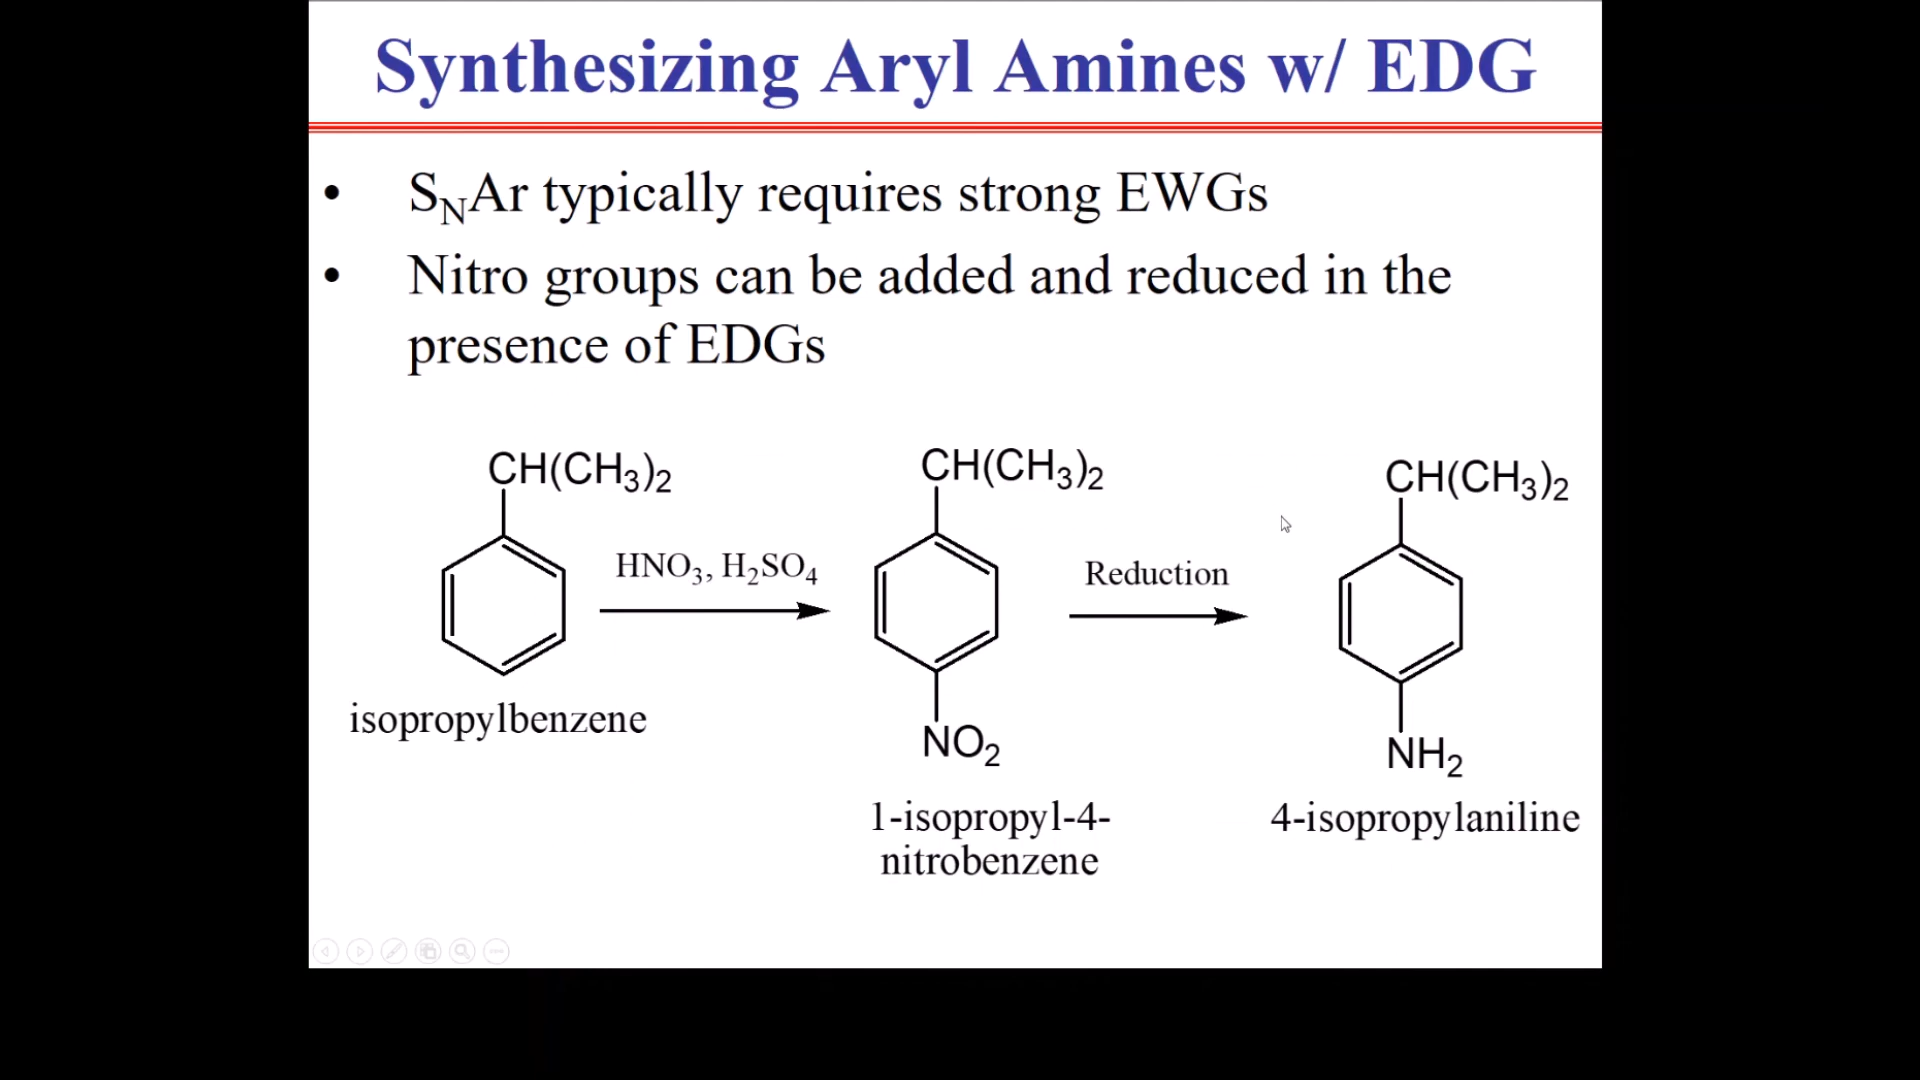 Synthesizing Aryl Amines w/ EDG
• SNAr typically requires strong EWGs
• Nitro groups can be added and reduced in the
presence of EDGs
CH(CH3)2
CH(CH3)2
CH(CH3)2
HNO3, H2SO4
Reduction
isopropylbenzene
NO2
NH2
1-isopropyl-4-
nitrobenzene
4-isopropylaniline